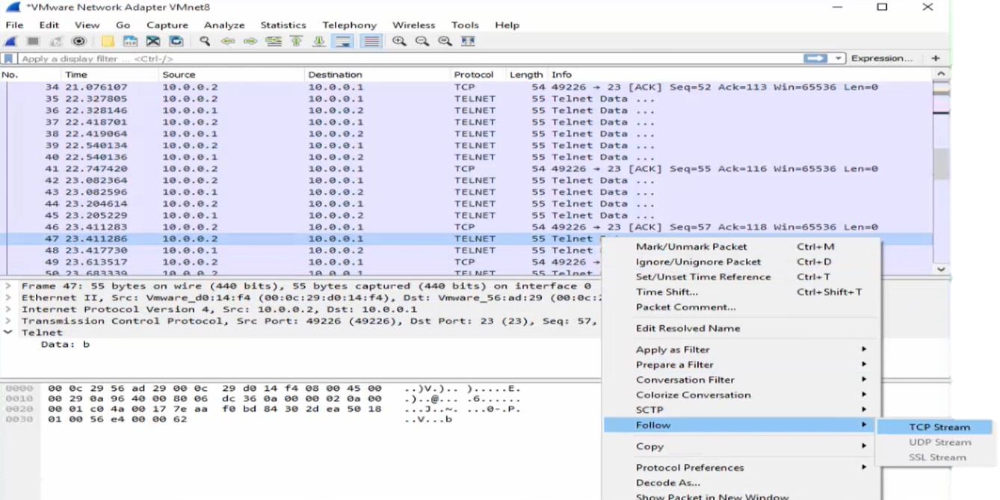 *VMware Network Adapter VMnet8
File Edit View Go Capture Analyze Statistics Telephony Wireless Tools Help
Apply a display filter ... <Ctrl-/> Expression... +
No. Time Source Destination Protocol Length Info
34 21.076107 10.0.0.2 10.0.0.1 TCP 54 49226 → 23 [ACK] Seq=52 Ack=113 Win=65536 Len=0
35 22.327805 10.0.0.2 10.0.0.1 TELNET 55 Telnet Data ...
36 22.328146 10.0.0.1 10.0.0.2 TELNET 55 Telnet Data ...
37 22.418701 10.0.0.2 10.0.0.1 TELNET 55 Telnet Data ...
38 22.419064 10.0.0.1 10.0.0.2 TELNET 55 Telnet Data ...
39 22.540134 10.0.0.2 10.0.0.1 TELNET 55 Telnet Data ...
40 22.540136 10.0.0.1 10.0.0.2 TELNET 55 Telnet Data ...
41 22.747420 10.0.0.2 10.0.0.1 TCP 54 49226 → 23 [ACK] Seq=55 Ack=116 Win=65536 Len=0
42 23.082364 10.0.0.2 10.0.0.1 TELNET 55 Telnet Data ...
43 23.082596 10.0.0.1 10.0.0.2 TELNET 55 Telnet Data ...
44 23.204614 10.0.0.2 10.0.0.1 TELNET 55 Telnet Data ...
45 23.205229 10.0.0.1 10.0.0.2 TELNET 55 Telnet Data ...
46 23.411283 10.0.0.2 10.0.0.1 TCP 54 49226 → 23 [ACK] Seq=57 Ack=118 Win=65536 Len=0
47 23.411286 10.0.0.2 10.0.0.1 TELNET 55 Telnet
48 23.417730 10.0.0.1 10.0.0.2 TELNET 55 Telnet
49 23.613517 10.0.0.2 10.0.0.1 TCP 54 49226 →
50 23.683339 10.0.0.2 10.0.0.1 TELNET 55 Telnet
Frame 47: 55 bytes on wire (440 bits), 55 bytes captured (440 bits) on interface 0
Ethernet II, Src: Vmware_d0:14:f4 (00:0c:29:d0:14:f4), Dst: Vmware_56:ad:29 (00:0c:2
Internet Protocol Version 4, Src: 10.0.0.2, Dst: 10.0.0.1
Transmission Control Protocol, Src Port: 49226 (49226), Dst Port: 23 (23), Seq: 57,
Telnet
Data: b
0000 00 0c 29 56 ad 29 00 0c 29 d0 14 f4 08 00 45 00 ..)V.).. ).....E.
0010 00 29 0a 96 40 00 80 06 dc 36 0a 00 00 02 0a 00 .)..@... .6......
0020 00 01 c0 4a 00 17 7e aa f0 bd 84 30 2d ea 50 18 ...J..~. ...0-.P.
0030 01 00 56 e4 00 00 62 ..V...b
Mark/Unmark Packet Ctrl+M
Ignore/Unignore Packet Ctrl+D
Set/Unset Time Reference Ctrl+T
Time Shift... Ctrl+Shift+T
Packet Comment...
Edit Resolved Name
Apply as Filter
Prepare a Filter
Conversation Filter
Colorize Conversation
SCTP
Follow
TCP Stream
UDP Stream
SSL Stream
Copy
Protocol Preferences
Decode As...
Show Packet in New Window